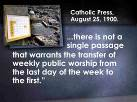 Catholic Press,
August 25, 1900.
...there is not a
single passage
that warrants the transfer of
weekly public worship from
the last day of the week to
the first."